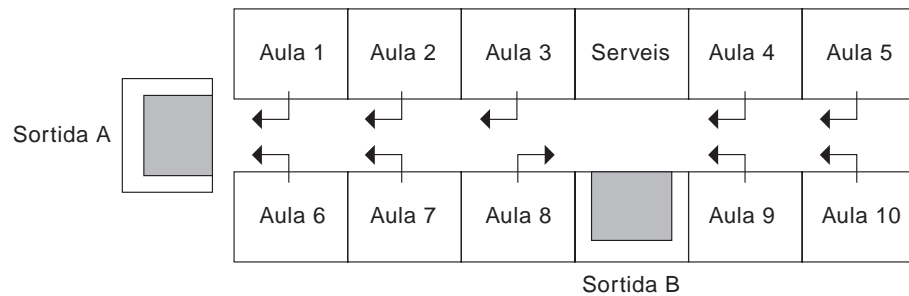 Aula 1 Aula 2 Aula 3 Serveis Aula 4 Aula 5
Sortida A
Aula 6 Aula 7 Aula 8 Aula 9 Aula 10
Sortida B